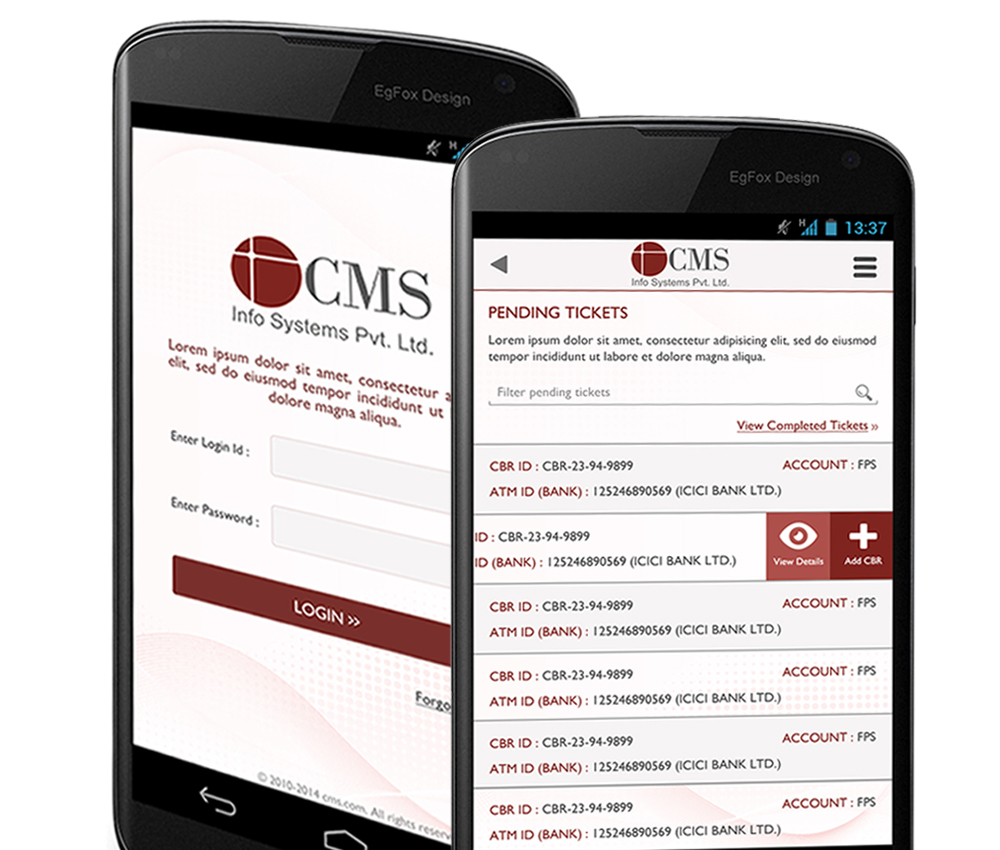 EgFox Design
H
CMS
Info Systems Pvt. Ltd.
Lorem ipsum dolor sit amet, consectetur a
elit, sed do eiusmod tempor incididunt ut
dolore magna aliqua.
Enter Login Id :
Enter Password :
LOGIN »
Forgo
© 2010-2014 cms.com. All rights reserv
EgFox Design
H 13:37
CMS
Info Systems Pvt. Ltd.
PENDING TICKETS
Lorem ipsum dolor sit amet, consectetur adipisicing elit, sed do eiusmod
tempor incididunt ut labore et dolore magna aliqua.
Filter pending tickets
View Completed Tickets »
CBR ID : CBR-23-94-9899 ACCOUNT : FPS
ATM ID (BANK) : 125246890569 (ICICI BANK LTD.)
ID : CBR-23-94-9899
ID (BANK) : 125246890569 (ICICI BANK LTD.)
View Details Add CBR
CBR ID : CBR-23-94-9899 ACCOUNT : FPS
ATM ID (BANK) : 125246890569 (ICICI BANK LTD.)
CBR ID : CBR-23-94-9899 ACCOUNT : FPS
ATM ID (BANK) : 125246890569 (ICICI BANK LTD.)
CBR ID : CBR-23-94-9899 ACCOUNT : FPS
ATM ID (BANK) : 125246890569 (ICICI BANK LTD.)
CBR ID : CBR-23-94-9899 ACCOUNT : FPS
ATM ID (BANK) : 125246890569 (ICICI BANK LTD.)